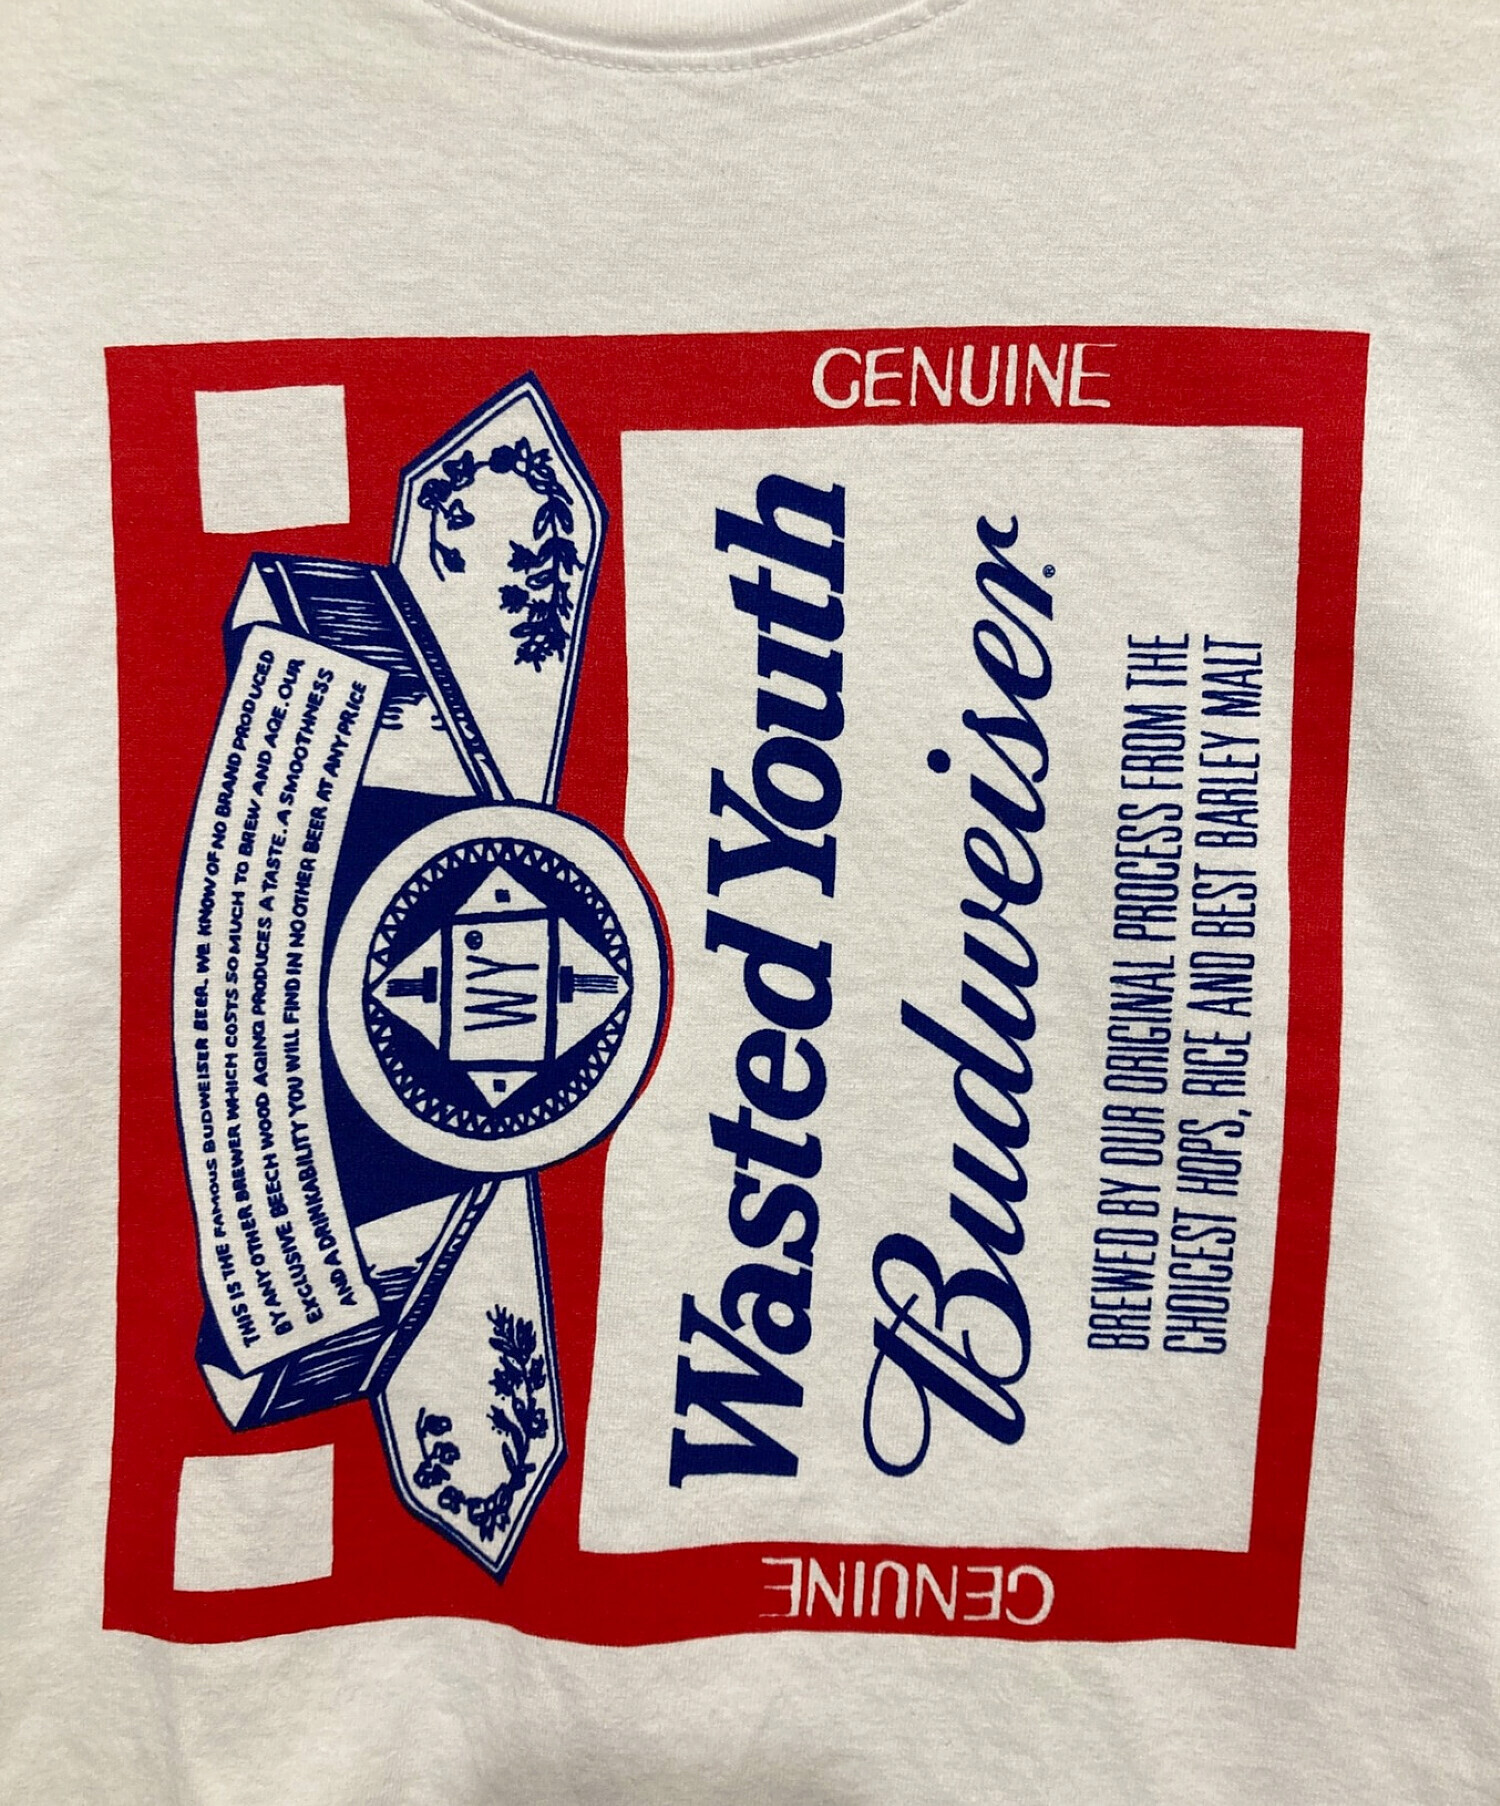 GENUINE
THIS IS THE FAMOUS BUDWEISER BEER. WE KNOW OF NO BRAND PRODUCED
BY ANY OTHER BREWER WHICH COSTS SO MUCH TO BREW AND AGE. OUR
EXCLUSIVE BEECH WOOD AGING PRODUCES A TASTE. A SMOOTHNESS
AND A DRINKABILITY YOU WILL FIND IN NO OTHER BEER AT ANY PRICE
WY®
Wasted Youth
Budweiser®
BREWED BY OUR ORIGINAL PROCESS FROM THE
CHOICEST HOPS, RICE AND BEST BARLEY MALT
GENUINE